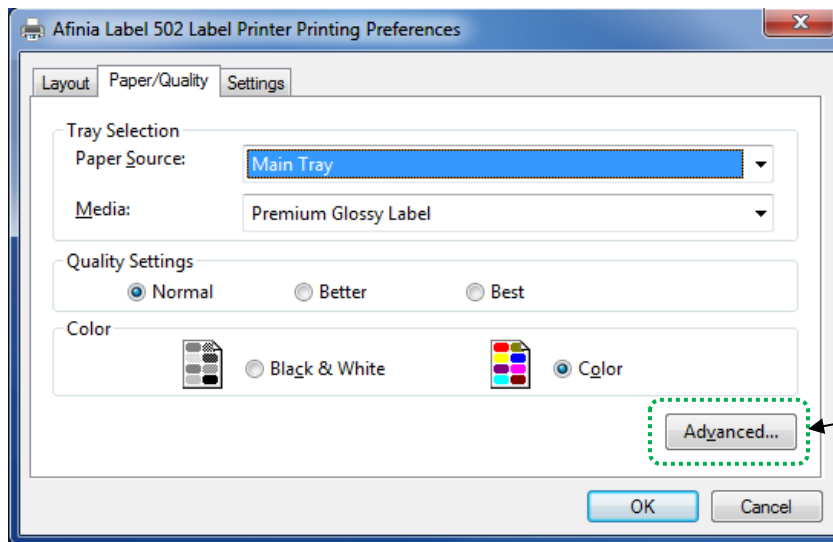 Afinia Label 502 Label Printer Printing Preferences
Layout Paper/Quality Settings
Tray Selection
Paper Source: Main Tray
Media: Premium Glossy Label
Quality Settings
Normal Better Best
Color
Black & White Color
Advanced...
OK Cancel